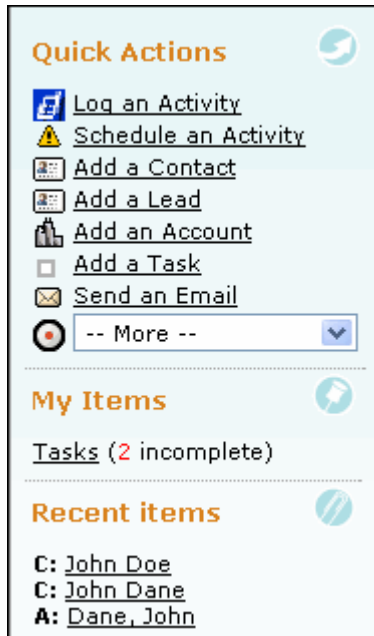 Quick Actions
Log an Activity
Schedule an Activity
Add a Contact
Add a Lead
Add an Account
Add a Task
Send an Email
-- More --
My Items
Tasks (2 incomplete)
Recent items
C: John Doe
C: John Dane
A: Dane, John